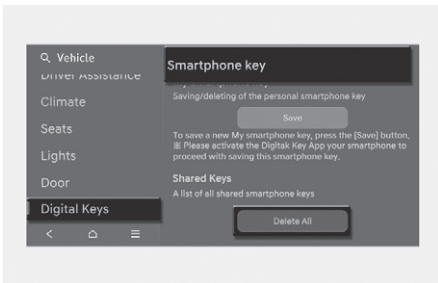 Vehicle
Driver Assistance
Climate
Seats
Lights
Door
Digital Keys
Smartphone key
Saving/deleting of the personal smartphone key
Save
To save a new My smartphone key, press the [Save] button.
※ Please activate the Digitak Key App your smartphone to
proceed with saving this smartphone key.
Shared Keys
A list of all shared smartphone keys
Delete All